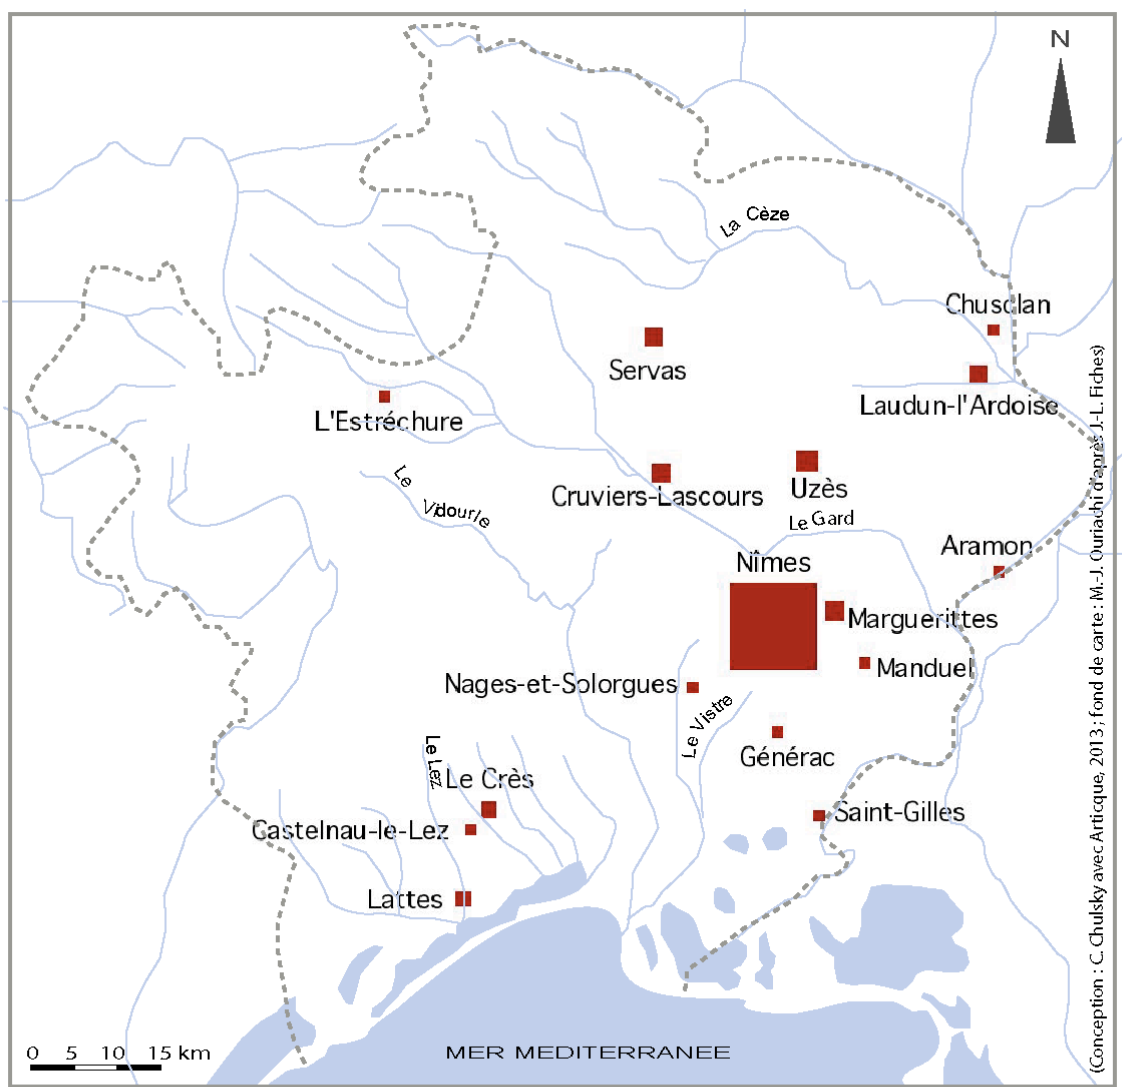 N
La Cèze
Chusclan
Servas
Laudun-l'Ardoise
L'Estréchure
Le Vidourle
Cruviers-Lascours
Uzès
Le Gard
Aramon
Nîmes
Marguerittes
Manduel
Nages-et-Solorgues
Le Vistre
Générac
Le Lez
Le Crès
Saint-Gilles
Castelnau-le-Lez
Lattes
0 5 10 15 km
MER MEDITERRANEE
(Conception : C. Chulsky avec Articque, 2013 ; fond de carte : M.-J. Ouriachi d'après J.-L. Fiches)